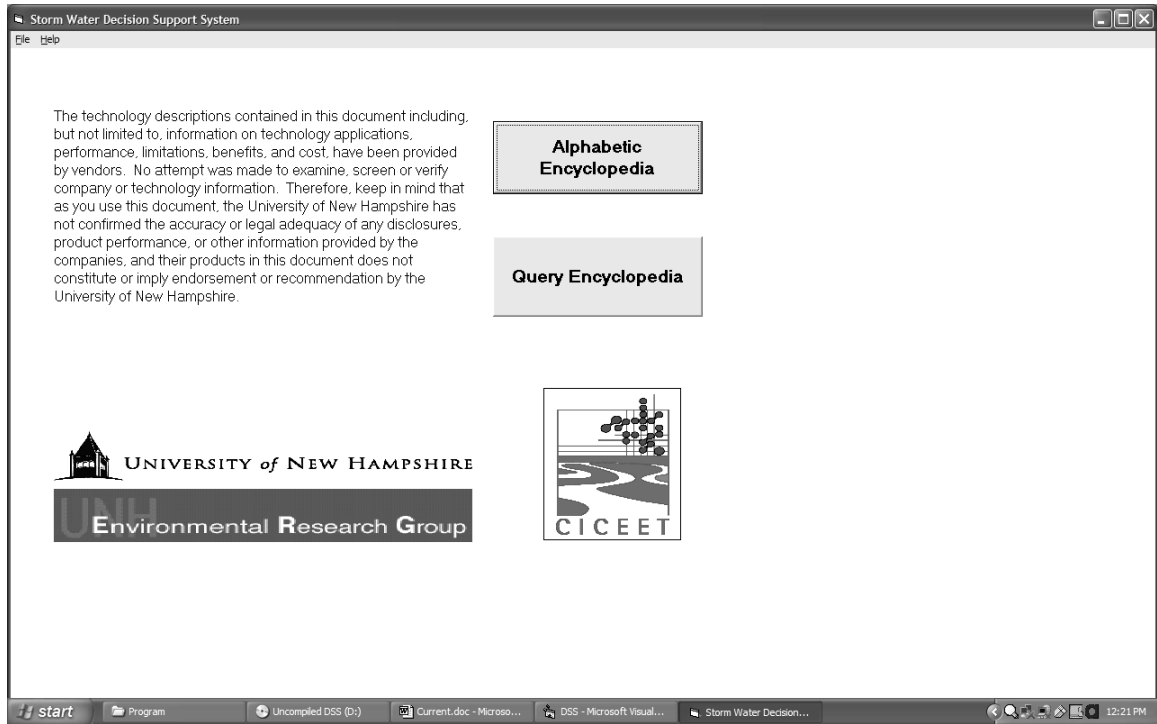 Storm Water Decision Support System
File Help
The technology descriptions contained in this document including,
but not limited to, information on technology applications,
performance, limitations, benefits, and cost, have been provided
by vendors. No attempt was made to examine, screen or verify
company or technology information. Therefore, keep in mind that
as you use this document, the University of New Hampshire has
not confirmed the accuracy or legal adequacy of any disclosures,
product performance, or other information provided by the
companies, and their products in this document does not
constitute or imply endorsement or recommendation by the
University of New Hampshire.
Alphabetic
Encyclopedia
Query Encyclopedia
UNIVERSITY of NEW HAMPSHIRE
UNH
Environmental Research Group
CICEET
start
Program
Uncompiled DSS (D:)
Current.doc - Microso...
DSS - Microsoft Visual...
Storm Water Decision...
12:21 PM